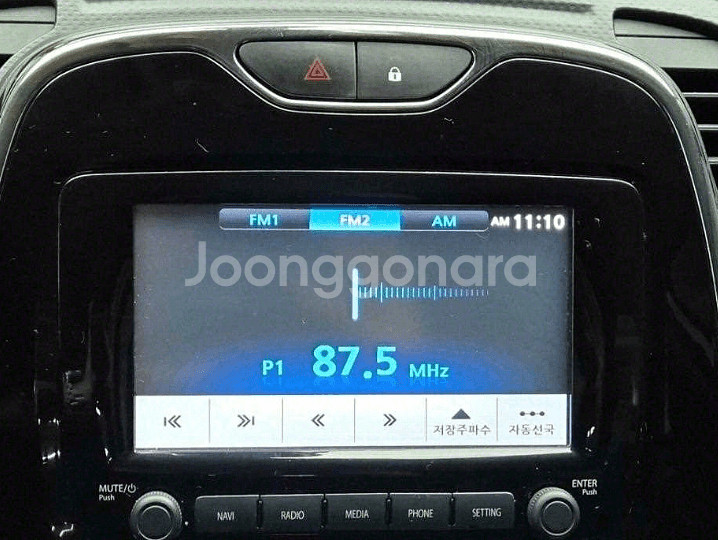 FM1 FM2 AM AM 11:10
Joonggonara
P1 87.5 MHz
저장주파수 자동선국
MUTE/⏻ ENTER
Push Push
NAVI RADIO MEDIA PHONE SETTING